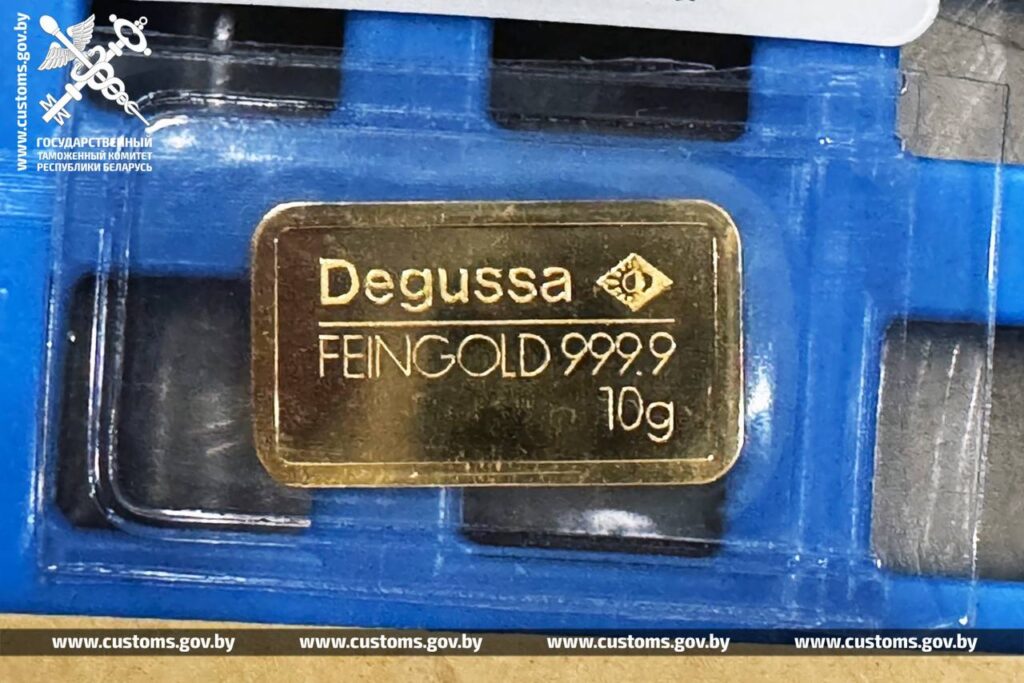 www.customs.gov.by
ГОСУДАРСТВЕННЫЙ
ТАМОЖЕННЫЙ КОМИТЕТ
РЕСПУБЛИКИ БЕЛАРУСЬ
Degussa
FEINGOLD 999.9
10g
www.customs.gov.by www.customs.gov.by www.customs.gov.by www.customs.gov.by